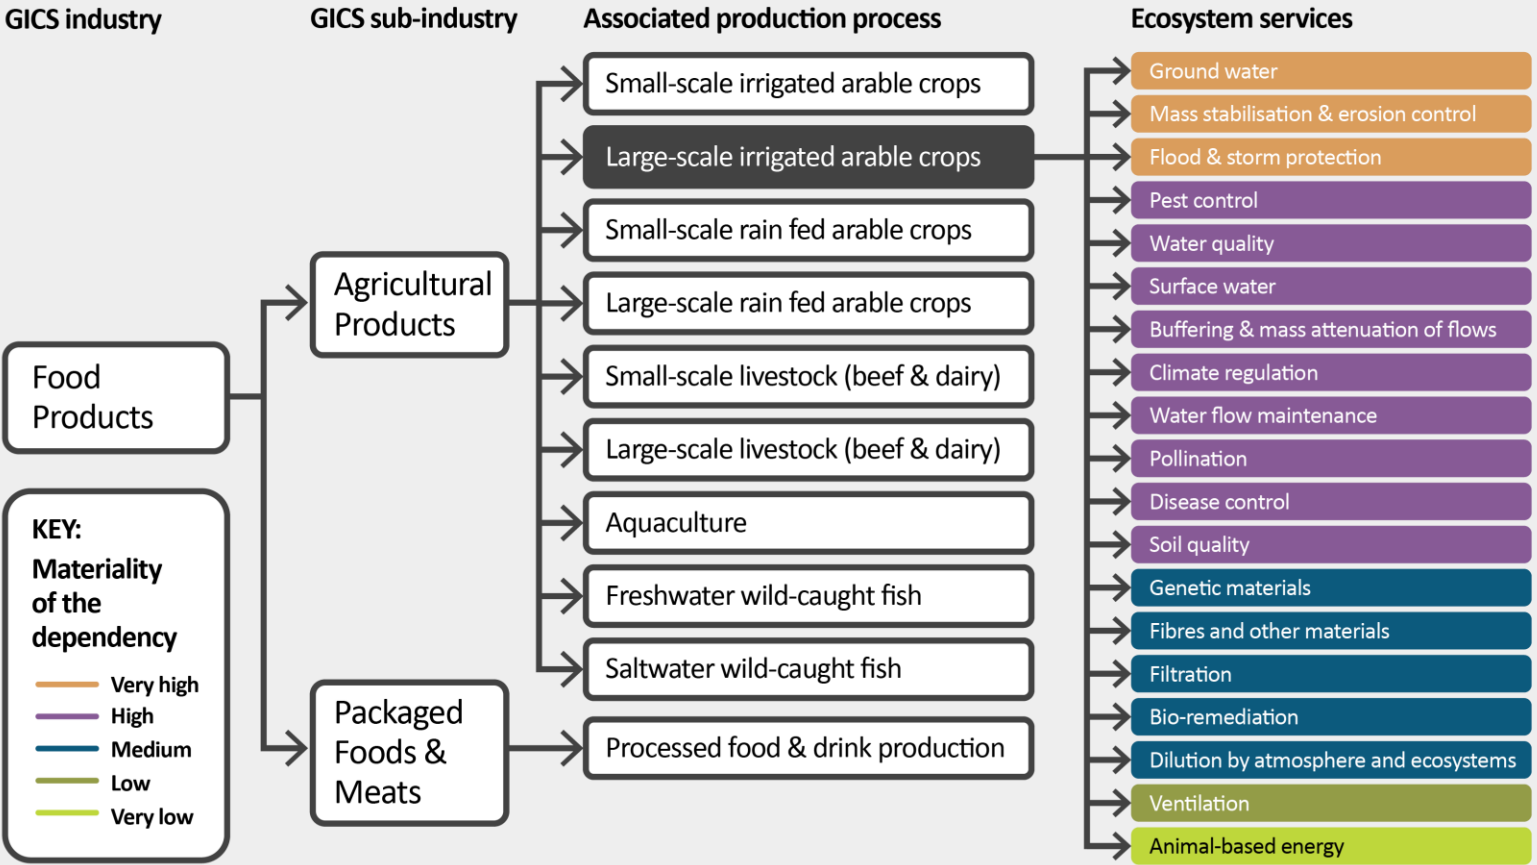 GICS industry
GICS sub-industry
Associated production process
Ecosystem services
Food
Products
KEY:
Materiality
of the
dependency
Very high
High
Medium
Low
Very low
Agricultural
Products
Packaged
Foods &
Meats
Small-scale irrigated arable crops
Large-scale irrigated arable crops
Small-scale rain fed arable crops
Large-scale rain fed arable crops
Small-scale livestock (beef & dairy)
Large-scale livestock (beef & dairy)
Aquaculture
Freshwater wild-caught fish
Saltwater wild-caught fish
Processed food & drink production
Ground water
Mass stabilisation & erosion control
Flood & storm protection
Pest control
Water quality
Surface water
Buffering & mass attenuation of flows
Climate regulation
Water flow maintenance
Pollination
Disease control
Soil quality
Genetic materials
Fibres and other materials
Filtration
Bio-remediation
Dilution by atmosphere and ecosystems
Ventilation
Animal-based energy